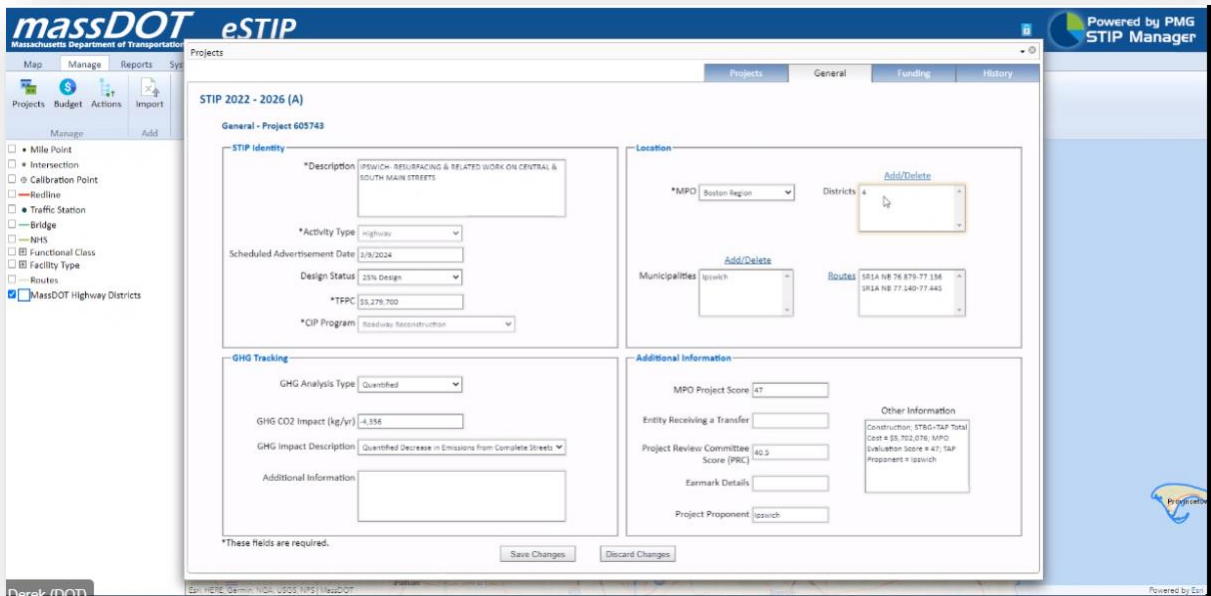 massDOT eSTIP
Massachusetts Department of Transportation
Powered by PMG
STIP Manager
Map Manage Reports Sys
Projects Budget Actions Import
Manage Add
Mile Point
Intersection
Calibration Point
Redline
Traffic Station
Bridge
NHS
Functional Class
Facility Type
Routes
MassDOT Highway Districts
Projects
Projects General Funding History
STIP 2022 - 2026 (A)
General - Project 605743
STIP Identity
*Description IPSWICH- RESURFACING & RELATED WORK ON CENTRAL &
SOUTH MAIN STREETS
*Activity Type Highway
Scheduled Advertisement Date 3/9/2024
Design Status 25% Design
*TFPC $5,279,700
*CIP Program Roadway Reconstruction
Location
Add/Delete
*MPO Boston Region Districts 4
Add/Delete
Municipalities Ipswich Routes SR1A NB 76.879-77.136
SR1A NB 77.140-77.445
GHG Tracking
GHG Analysis Type Quantified
GHG CO2 Impact (kg/yr) -4,356
GHG Impact Description Quantified Decrease in Emissions from Complete Streets
Additional Information
Additional Information
MPO Project Score 47
Entity Receiving a Transfer
Project Review Committee
Score (PRC) 40.5
Earmark Details
Project Proponent Ipswich
Other Information
Construction; STBG+TAP Total
Cost = $5,702,076; MPO
Evaluation Score = 47; TAP
Proponent = Ipswich
*These fields are required.
Save Changes Discard Changes
Derek (DOT)
Esri, HERE, Garmin, NGA, USGS, NPS | MassDOT
Powered by Esri